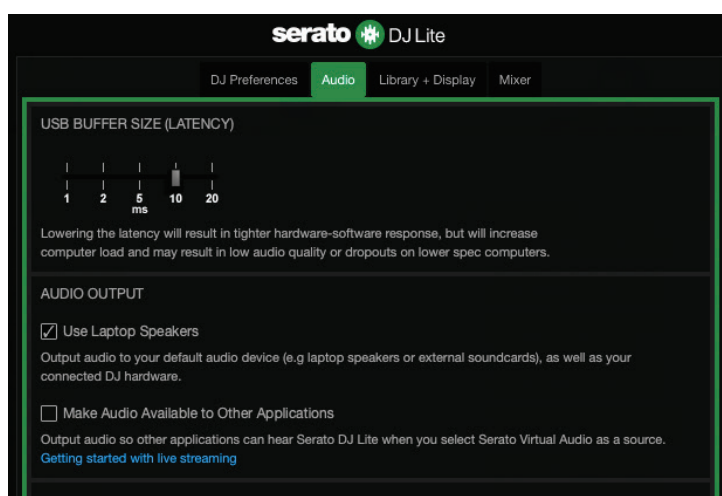 serato DJ Lite
DJ Preferences Audio Library + Display Mixer
USB BUFFER SIZE (LATENCY)
1 2 5 10 20
ms
Lowering the latency will result in tighter hardware-software response, but will increase
computer load and may result in low audio quality or dropouts on lower spec computers.
AUDIO OUTPUT
Use Laptop Speakers
Output audio to your default audio device (e.g laptop speakers or external soundcards), as well as your
connected DJ hardware.
Make Audio Available to Other Applications
Output audio so other applications can hear Serato DJ Lite when you select Serato Virtual Audio as a source.
Getting started with live streaming